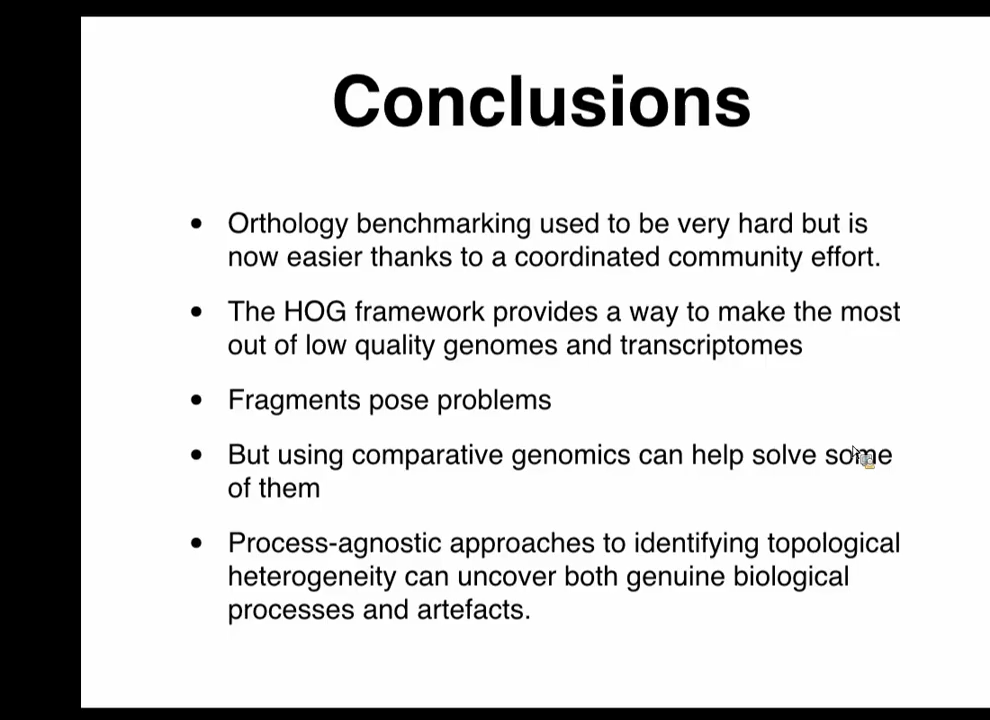 Conclusions
• Orthology benchmarking used to be very hard but is
now easier thanks to a coordinated community effort.
• The HOG framework provides a way to make the most
out of low quality genomes and transcriptomes
• Fragments pose problems
• But using comparative genomics can help solve some
of them
• Process-agnostic approaches to identifying topological
heterogeneity can uncover both genuine biological
processes and artefacts.